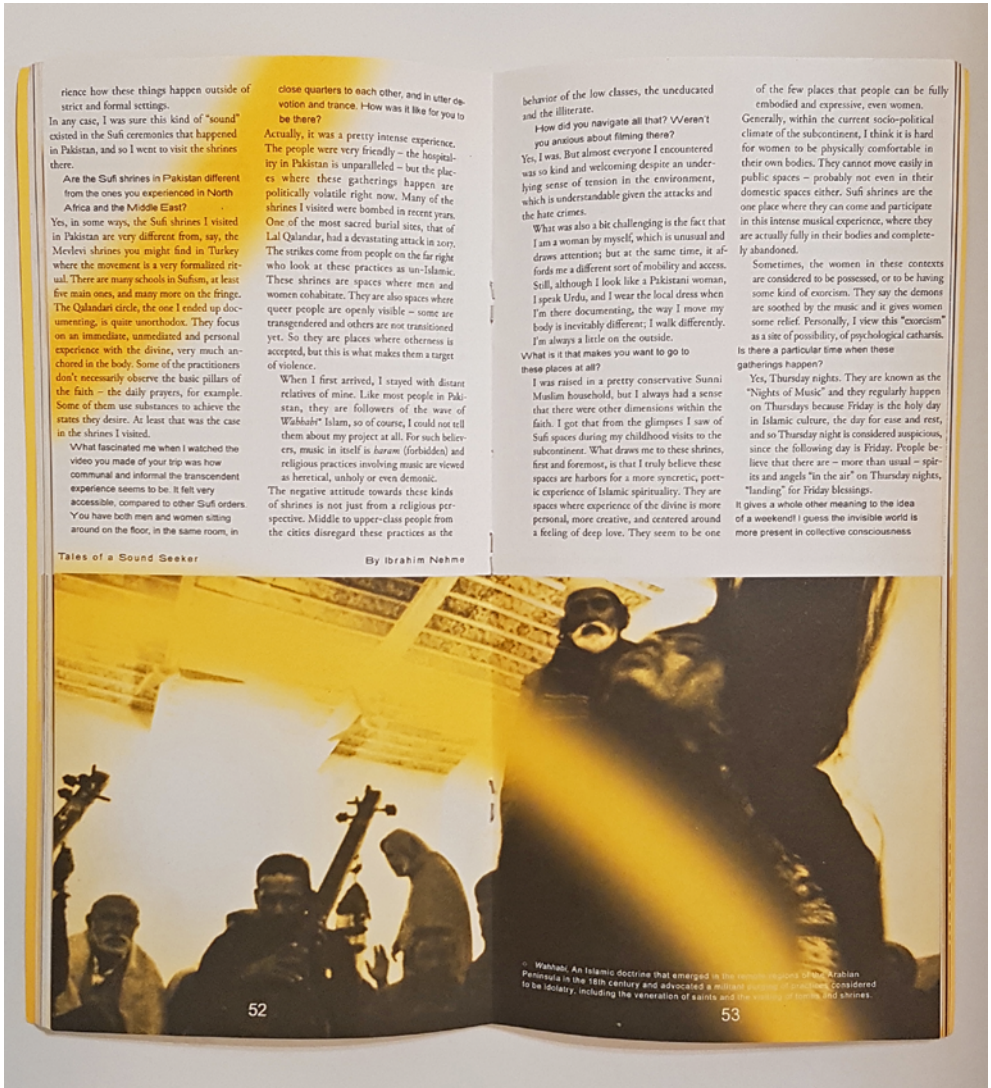 rience how these things happen outside of
strict and formal settings.
In any case, I was sure this kind of “sound”
existed in the Sufi ceremonies that happened
in Pakistan, and so I went to visit the shrines
there.
Are the Sufi shrines in Pakistan different
from the ones you experienced in North
Africa and the Middle East?
Yes, in some ways, the Sufi shrines I visited
in Pakistan are very different from, say, the
Mevlevi shrines you might find in Turkey
where the movement is a very formalized rit-
ual. There are many schools in Sufism, at least
five main ones, and many more on the fringe.
The Qalandari circle, the one I ended up doc-
umenting, is quite unorthodox. They focus
on an immediate, unmediated and personal
experience with the divine, very much an-
chored in the body. Some of the practitioners
don’t necessarily observe the basic pillars of
the faith – the daily prayers, for example.
Some of them use substances to achieve the
states they desire. At least that was the case
in the shrines I visited.
What fascinated me when I watched the
video you made of your trip was how
communal and informal the transcendent
experience seems to be. It felt very
accessible, compared to other Sufi orders.
You have both men and women sitting
around on the floor, in the same room, in
close quarters to each other, and in utter de-
votion and trance. How was it like for you to
be there?
Actually, it was a pretty intense experience.
The people were very friendly – the hospital-
ity in Pakistan is unparalleled – but the plac-
es where these gatherings happen are
politically volatile right now. Many of the
shrines I visited were bombed in recent years.
One of the most sacred burial sites, that of
Lal Qalandar, had a devastating attack in 2017.
The strikes come from people on the far right
who look at these practices as un-Islamic.
These shrines are spaces where men and
women cohabitate. They are also spaces where
queer people are openly visible – some are
transgendered and others are not transitioned
yet. So they are places where otherness is
accepted, but this is what makes them a target
of violence.
When I first arrived, I stayed with distant
relatives of mine. Like most people in Paki-
stan, they are followers of the wave of
Wahhabi° Islam, so of course, I could not tell
them about my project at all. For such believ-
ers, music in itself is haram (forbidden) and
religious practices involving music are viewed
as heretical, unholy or even demonic.
The negative attitude towards these kinds
of shrines is not just from a religious per-
spective. Middle to upper-class people from
the cities disregard these practices as the
Tales of a Sound Seeker
By Ibrahim Nehme
behavior of the low classes, the uneducated
and the illiterate.
How did you navigate all that? Weren’t
you anxious about filming there?
Yes, I was. But almost everyone I encountered
was so kind and welcoming despite an under-
lying sense of tension in the environment,
which is understandable given the attacks and
the hate crimes.
What was also a bit challenging is the fact that
I am a woman by myself, which is unusual and
draws attention; but at the same time, it af-
fords me a different sort of mobility and access.
Still, although I look like a Pakistani woman,
I speak Urdu, and I wear the local dress when
I’m there documenting, the way I move my
body is inevitably different; I walk differently.
I’m always a little on the outside.
What is it that makes you want to go to
these places at all?
I was raised in a pretty conservative Sunni
Muslim household, but I always had a sense
that there were other dimensions within the
faith. I got that from the glimpses I saw of
Sufi spaces during my childhood visits to the
subcontinent. What draws me to these shrines,
first and foremost, is that I truly believe these
spaces are harbors for a more syncretic, poet-
ic experience of Islamic spirituality. They are
spaces where experience of the divine is more
personal, more creative, and centered around
a feeling of deep love. They seem to be one
of the few places that people can be fully
embodied and expressive, even women.
Generally, within the current socio-political
climate of the subcontinent, I think it is hard
for women to be physically comfortable in
their own bodies. They cannot move easily in
public spaces – probably not even in their
domestic spaces either. Sufi shrines are the
one place where they can come and participate
in this intense musical experience, where they
are actually fully in their bodies and complete-
ly abandoned.
Sometimes, the women in these contexts
are considered to be possessed, or to be having
some kind of exorcism. They say the demons
are soothed by the music and it gives women
some relief. Personally, I view this “exorcism”
as a site of possibility, of psychological catharsis.
Is there a particular time when these
gatherings happen?
Yes, Thursday nights. They are known as the
“Nights of Music” and they regularly happen
on Thursdays because Friday is the holy day
in Islamic culture, the day for ease and rest,
and so Thursday night is considered auspicious,
since the following day is Friday. People be-
lieve that there are – more than usual – spir-
its and angels “in the air” on Thursday nights,
“landing” for Friday blessings.
It gives a whole other meaning to the idea
of a weekend! I guess the invisible world is
more present in collective consciousness
° Wahhabi, An Islamic doctrine that emerged in the remote regions of the Arabian
Peninsula in the 18th century and advocated a militant considered
to be idolatry, including the veneration of saints and the and shrines.
52
53